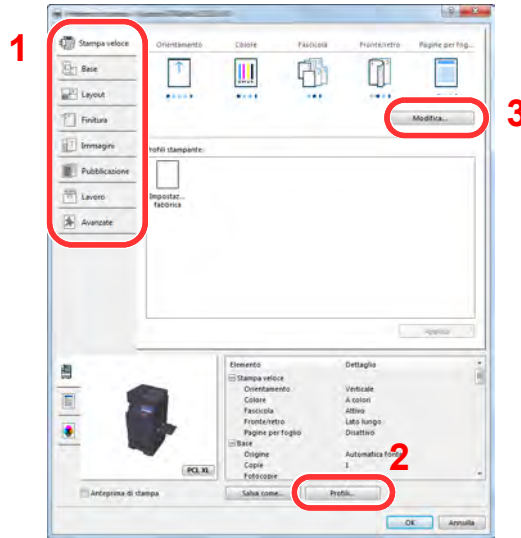 1
Stampa veloce
Base
Layout
Finitura
Immagini
Pubblicazione
Lavoro
Avanzate
Orientamento Colore Fascicola Fronte/retro Pagine per fog...
Modifica...
3
Profili stampante:
Impostaz...
fabbrica
Applica
Elemento Dettaglio
Stampa veloce
Orientamento Verticale
Colore A colori
Fascicola Attivo
Fronte/retro Lato lungo
Pagine per foglio Disattivo
Base
Origine Automatica fonte
Copie 1
Fotocopie
2
PCL XL
Anteprima di stampa
Salva come...
Profili...
OK Annulla